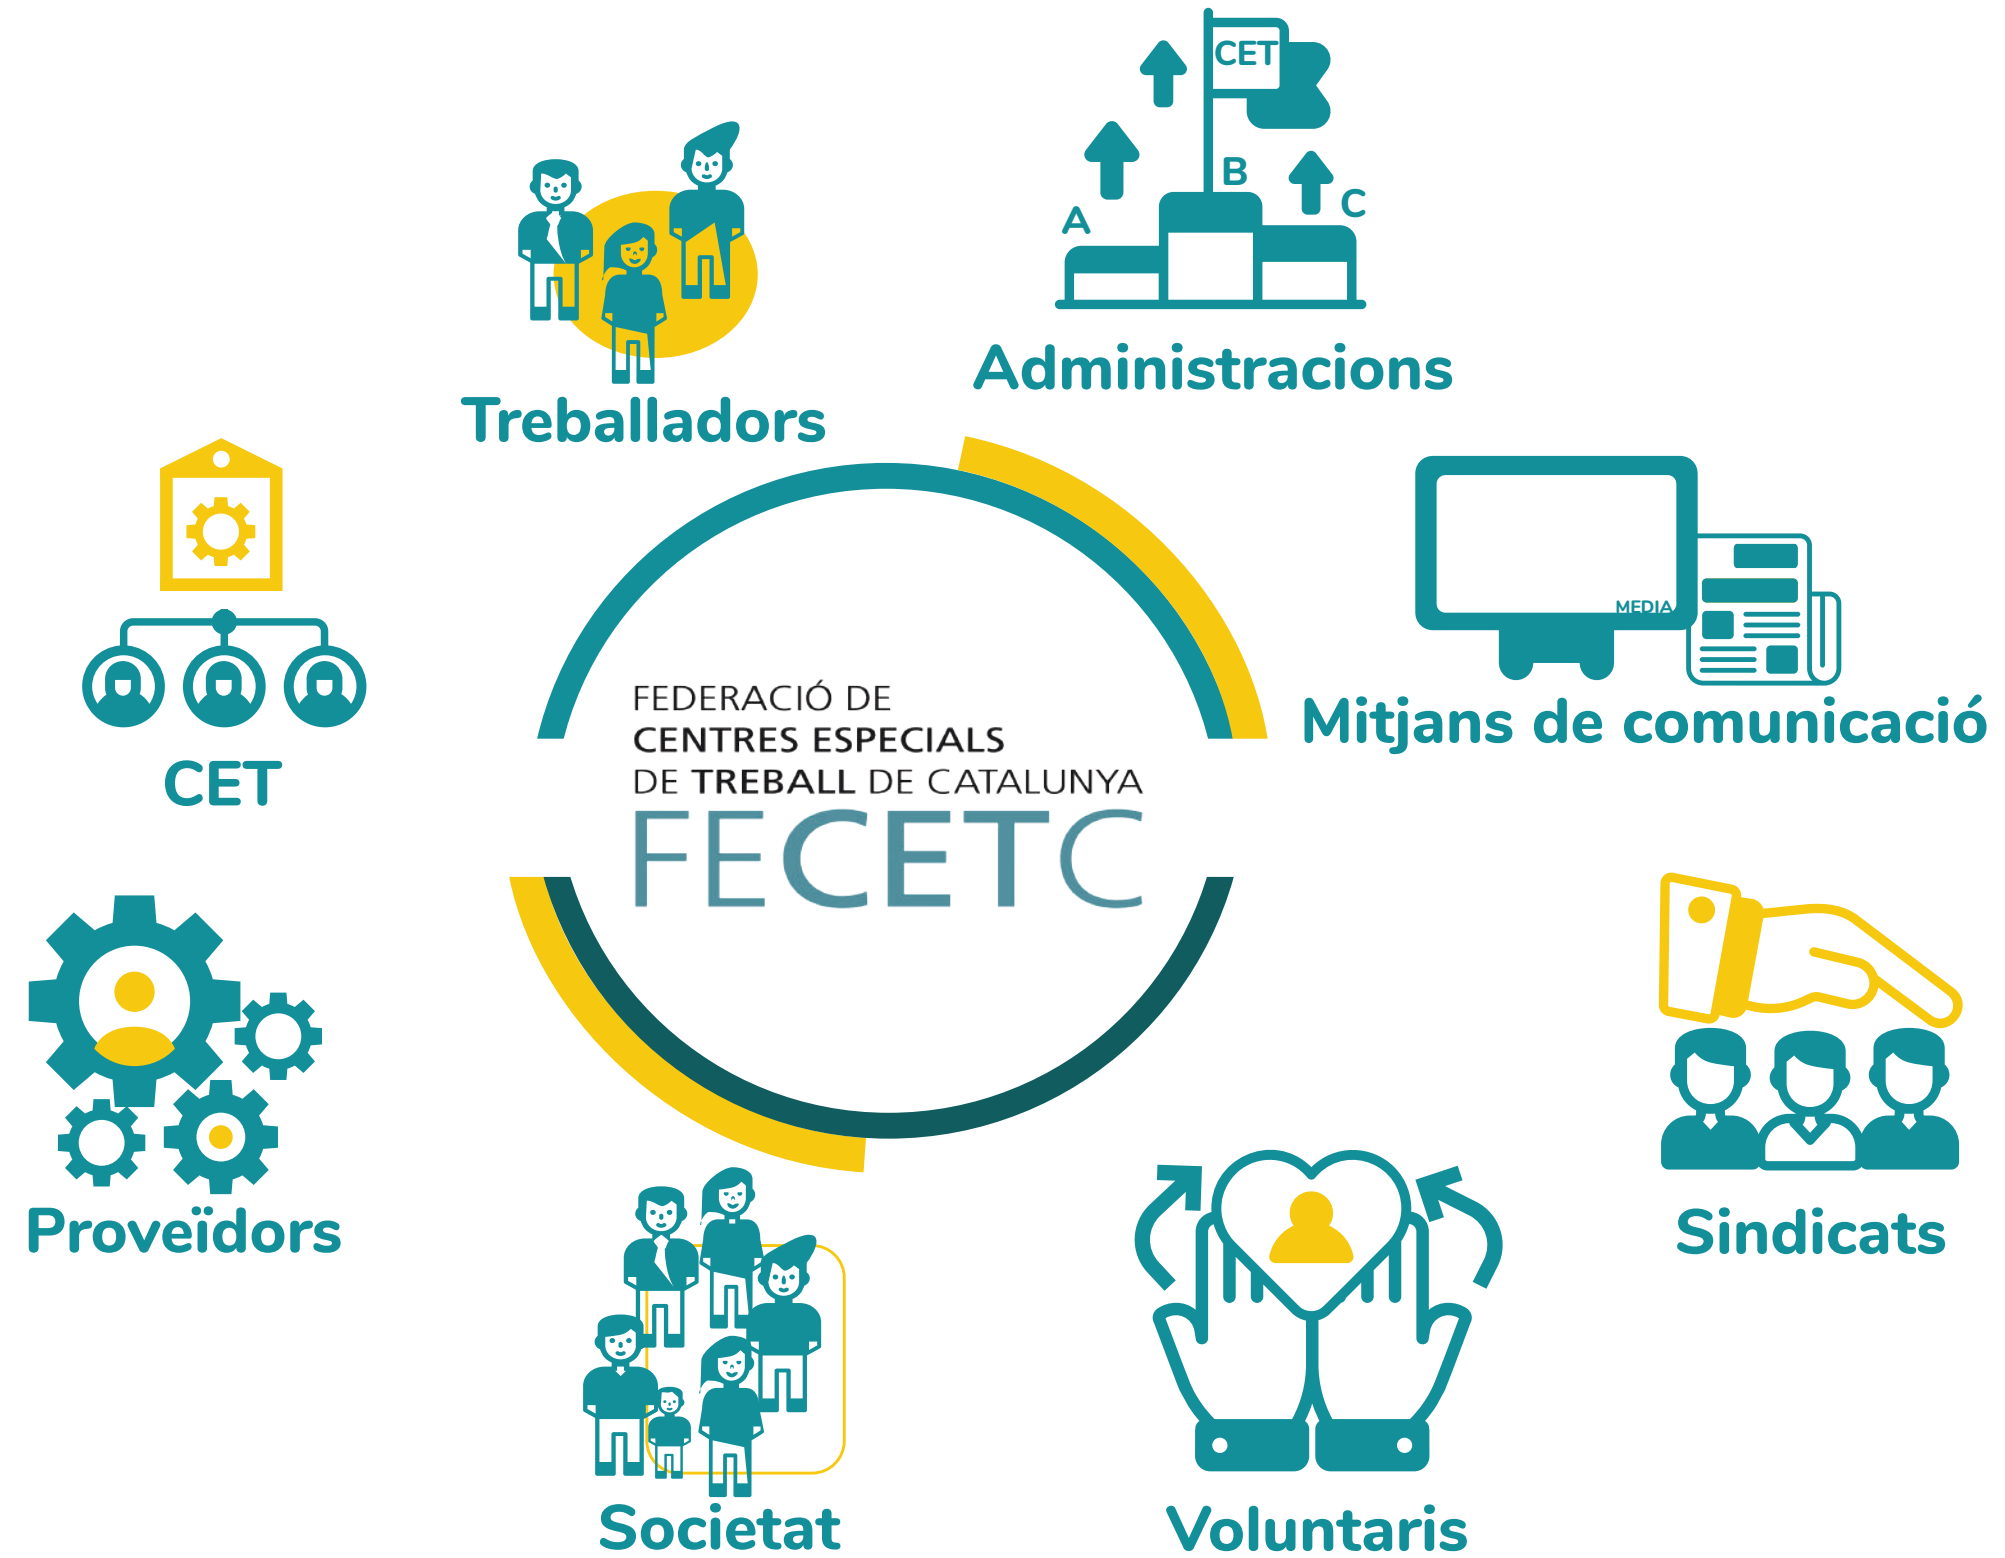 CET
B
C
A
Administracions
Treballadors
MEDIA
Mitjans de comunicació
CET
FEDERACIÓ DE
CENTRES ESPECIALS
DE TREBALL DE CATALUNYA
FECETC
Proveïdors
Sindicats
Societat
Voluntaris